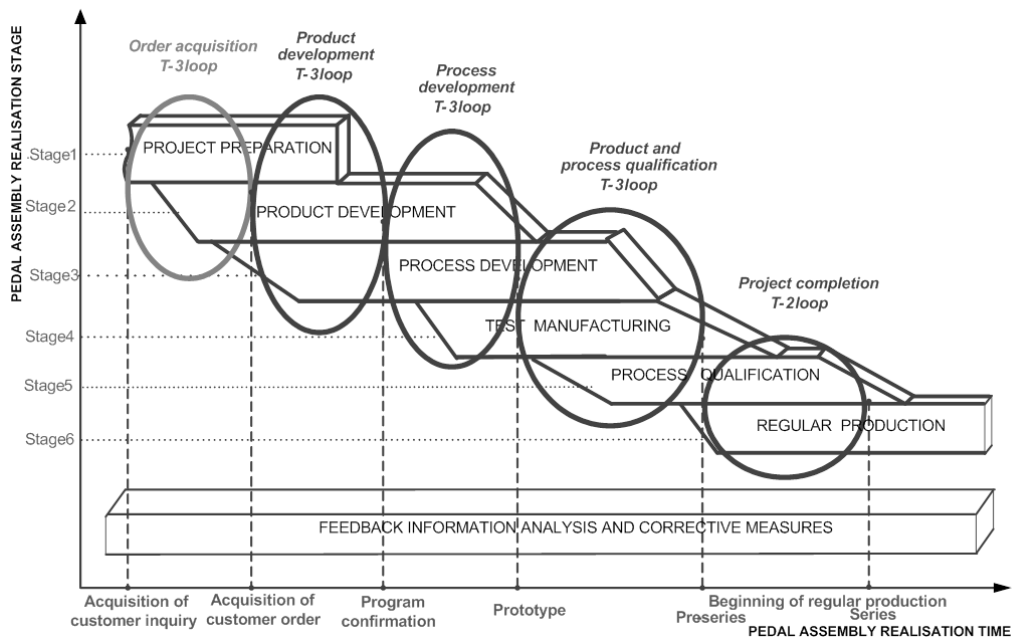 PEDAL ASSEMBLY REALISATION STAGE
Order acquisition
T-3loop
Product
development
T-3loop
Process
development
T-3loop
Product and
process qualification
T-3loop
Project completion
T-2loop
Stage1
Stage2
Stage3
Stage4
Stage5
Stage6
PROJECT PREPARATION
PRODUCT DEVELOPMENT
PROCESS DEVELOPMENT
TEST MANUFACTURING
PROCESS QUALIFICATION
REGULAR PRODUCTION
FEEDBACK INFORMATION ANALYSIS AND CORRECTIVE MEASURES
Acquisition of
customer inquiry
Acquisition of
customer order
Program
confirmation
Prototype
Preseries
Beginning of regular production
Series
PEDAL ASSEMBLY REALISATION TIME